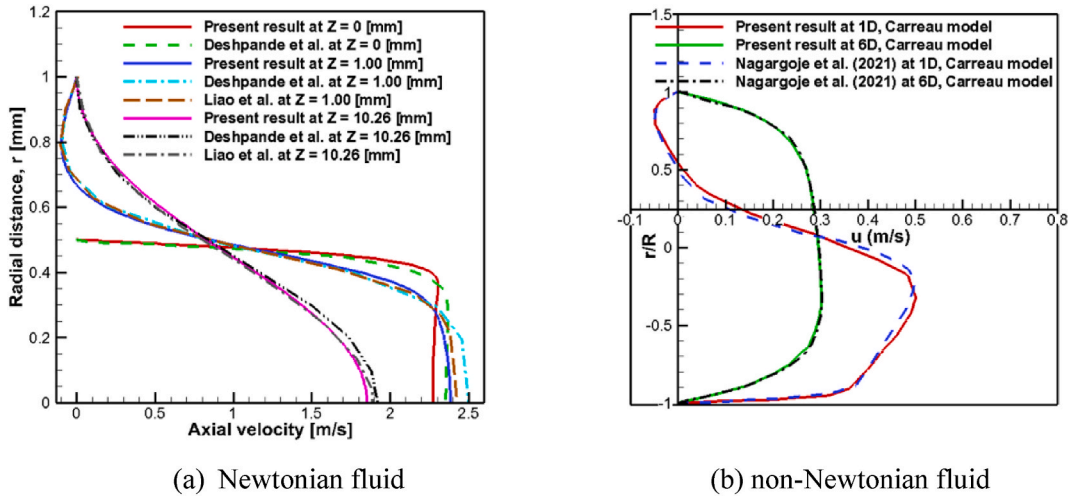 1.2
1
0.8
0.6
0.4
0.2
0
Radial distance, r [mm]
Present result at Z = 0 [mm]
Deshpande et al. at Z = 0 [mm]
Present result at Z = 1.00 [mm]
Deshpande et al. at Z = 1.00 [mm]
Liao et al. at Z = 1.00 [mm]
Present result at Z = 10.26 [mm]
Deshpande et al. at Z = 10.26 [mm]
Liao et al. at Z = 10.26 [mm]
0 0.5 1 1.5 2 2.5
Axial velocity [m/s]
(a) Newtonian fluid
1.5
Present result at 1D, Carreau model
Present result at 6D, Carreau model
Nagargoje et al. (2021) at 1D, Carreau model
Nagargoje et al. (2021) at 6D, Carreau model
1
0.5
-0.1 0 0.1 0.2 0.3 0.4 0.5 0.6 0.7 0.8
u (m/s)
r/R
0
-0.5
-1
(b) non-Newtonian fluid